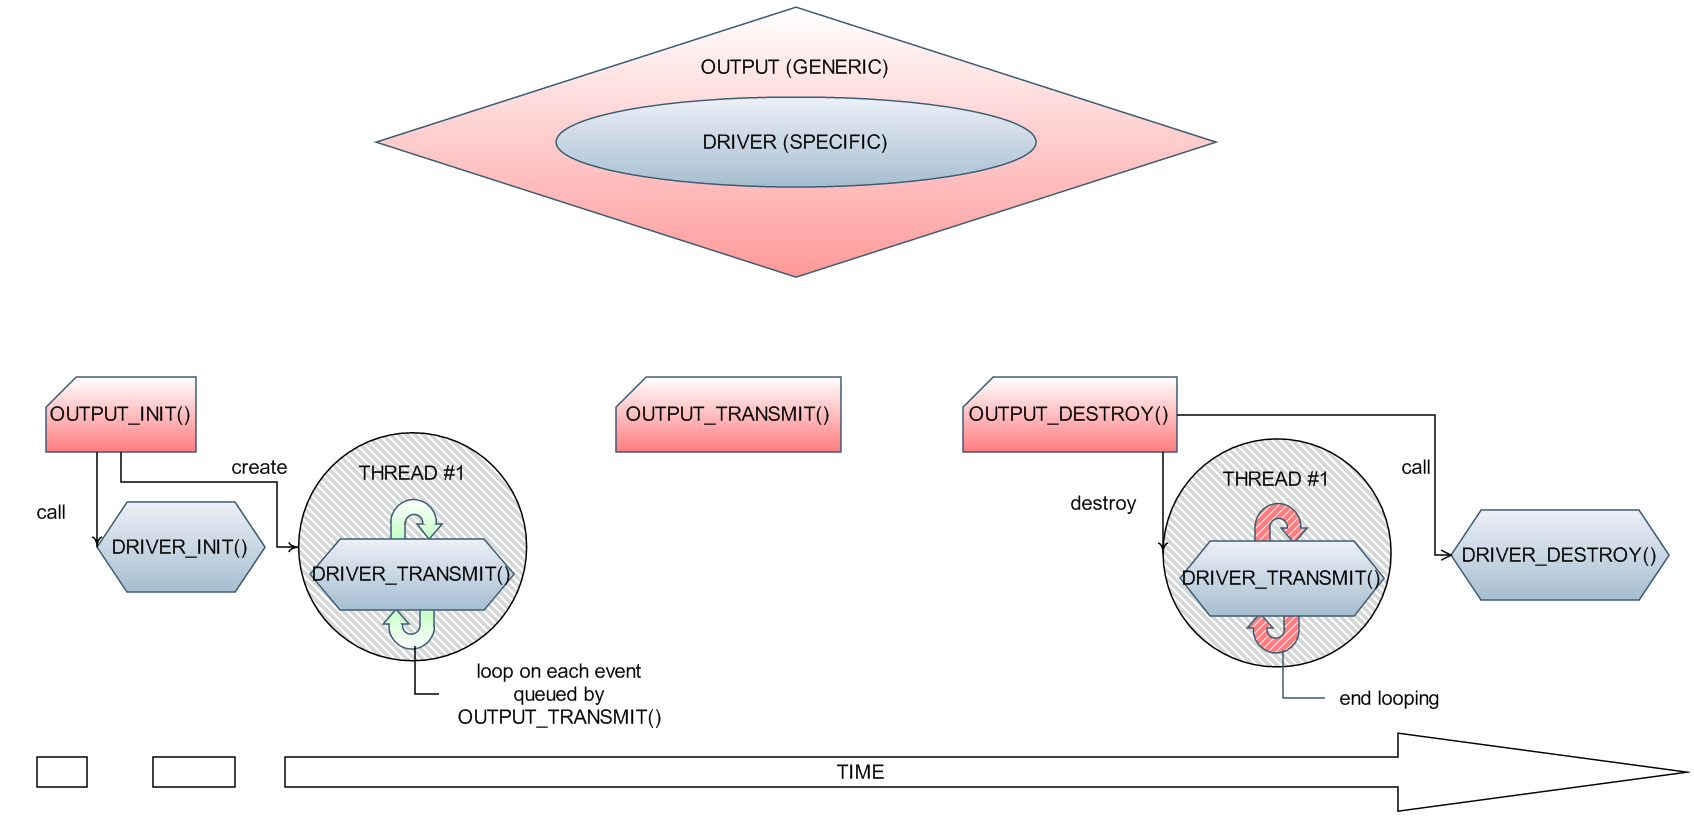 OUTPUT (GENERIC)
DRIVER (SPECIFIC)
OUTPUT_INIT()
OUTPUT_TRANSMIT()
OUTPUT_DESTROY()
create
call
THREAD #1
DRIVER_INIT()
DRIVER_TRANSMIT()
loop on each event
queued by
OUTPUT_TRANSMIT()
destroy
call
THREAD #1
DRIVER_TRANSMIT()
DRIVER_DESTROY()
end looping
TIME